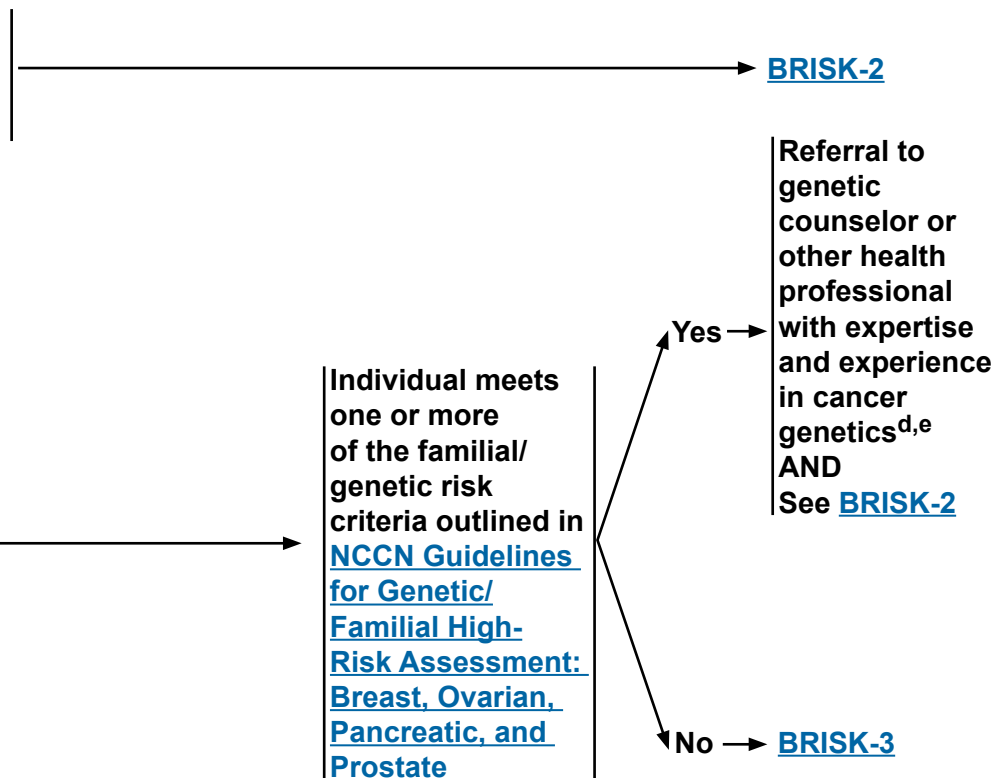 BRISK-2
Referral to
genetic
counselor or
other health
professional
with expertise
and experience
in cancer
genetics^d,e
AND
See BRISK-2
Yes
Individual meets
one or more
of the familial/
genetic risk
criteria outlined in
NCCN Guidelines
for Genetic/
Familial High-
Risk Assessment:
Breast, Ovarian,
Pancreatic, and
Prostate
No
BRISK-3